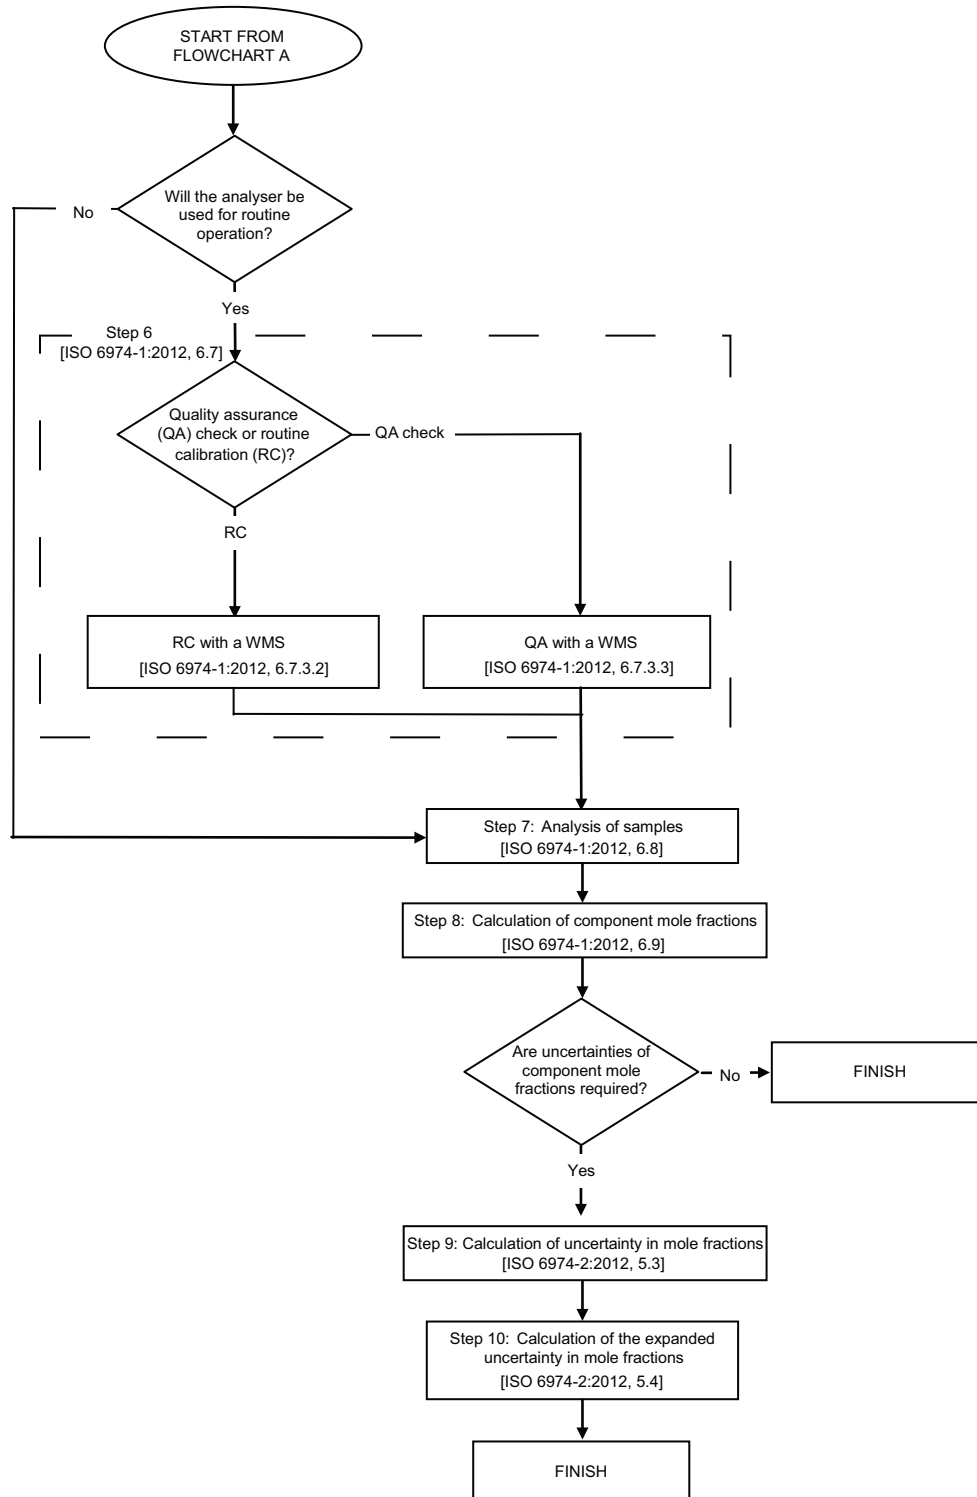 START FROM
FLOWCHART A
Will the analyser be
used for routine
operation?
No
Yes
Step 6
[ISO 6974-1:2012, 6.7]
Quality assurance
(QA) check or routine
calibration (RC)?
QA check
RC
RC with a WMS
[ISO 6974-1:2012, 6.7.3.2]
QA with a WMS
[ISO 6974-1:2012, 6.7.3.3]
Step 7: Analysis of samples
[ISO 6974-1:2012, 6.8]
Step 8: Calculation of component mole fractions
[ISO 6974-1:2012, 6.9]
Are uncertainties of
component mole
fractions required?
No
FINISH
Yes
Step 9: Calculation of uncertainty in mole fractions
[ISO 6974-2:2012, 5.3]
Step 10: Calculation of the expanded
uncertainty in mole fractions
[ISO 6974-2:2012, 5.4]
FINISH